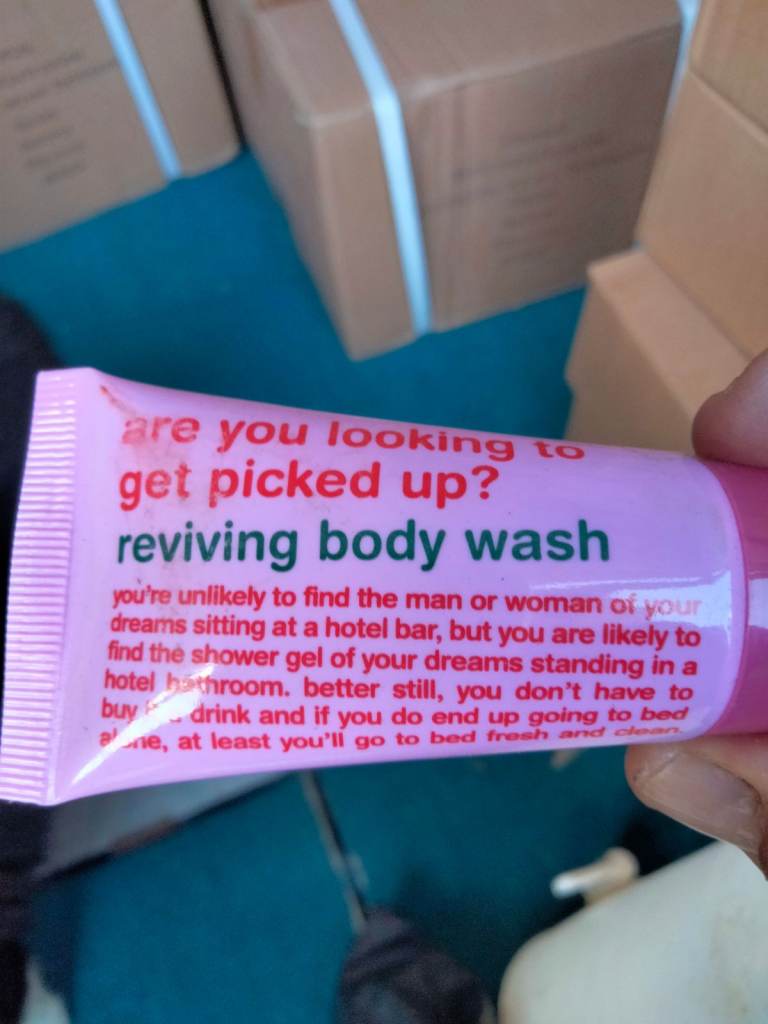 are you looking to
get picked up?
reviving body wash
you're unlikely to find the man or woman of your
dreams sitting at a hotel bar, but you are likely to
find the shower gel of your dreams standing in a
hotel bathroom. better still, you don't have to
buy drink and if you do end up going to bed
alone, at least you'll go to bed fresh and clean.